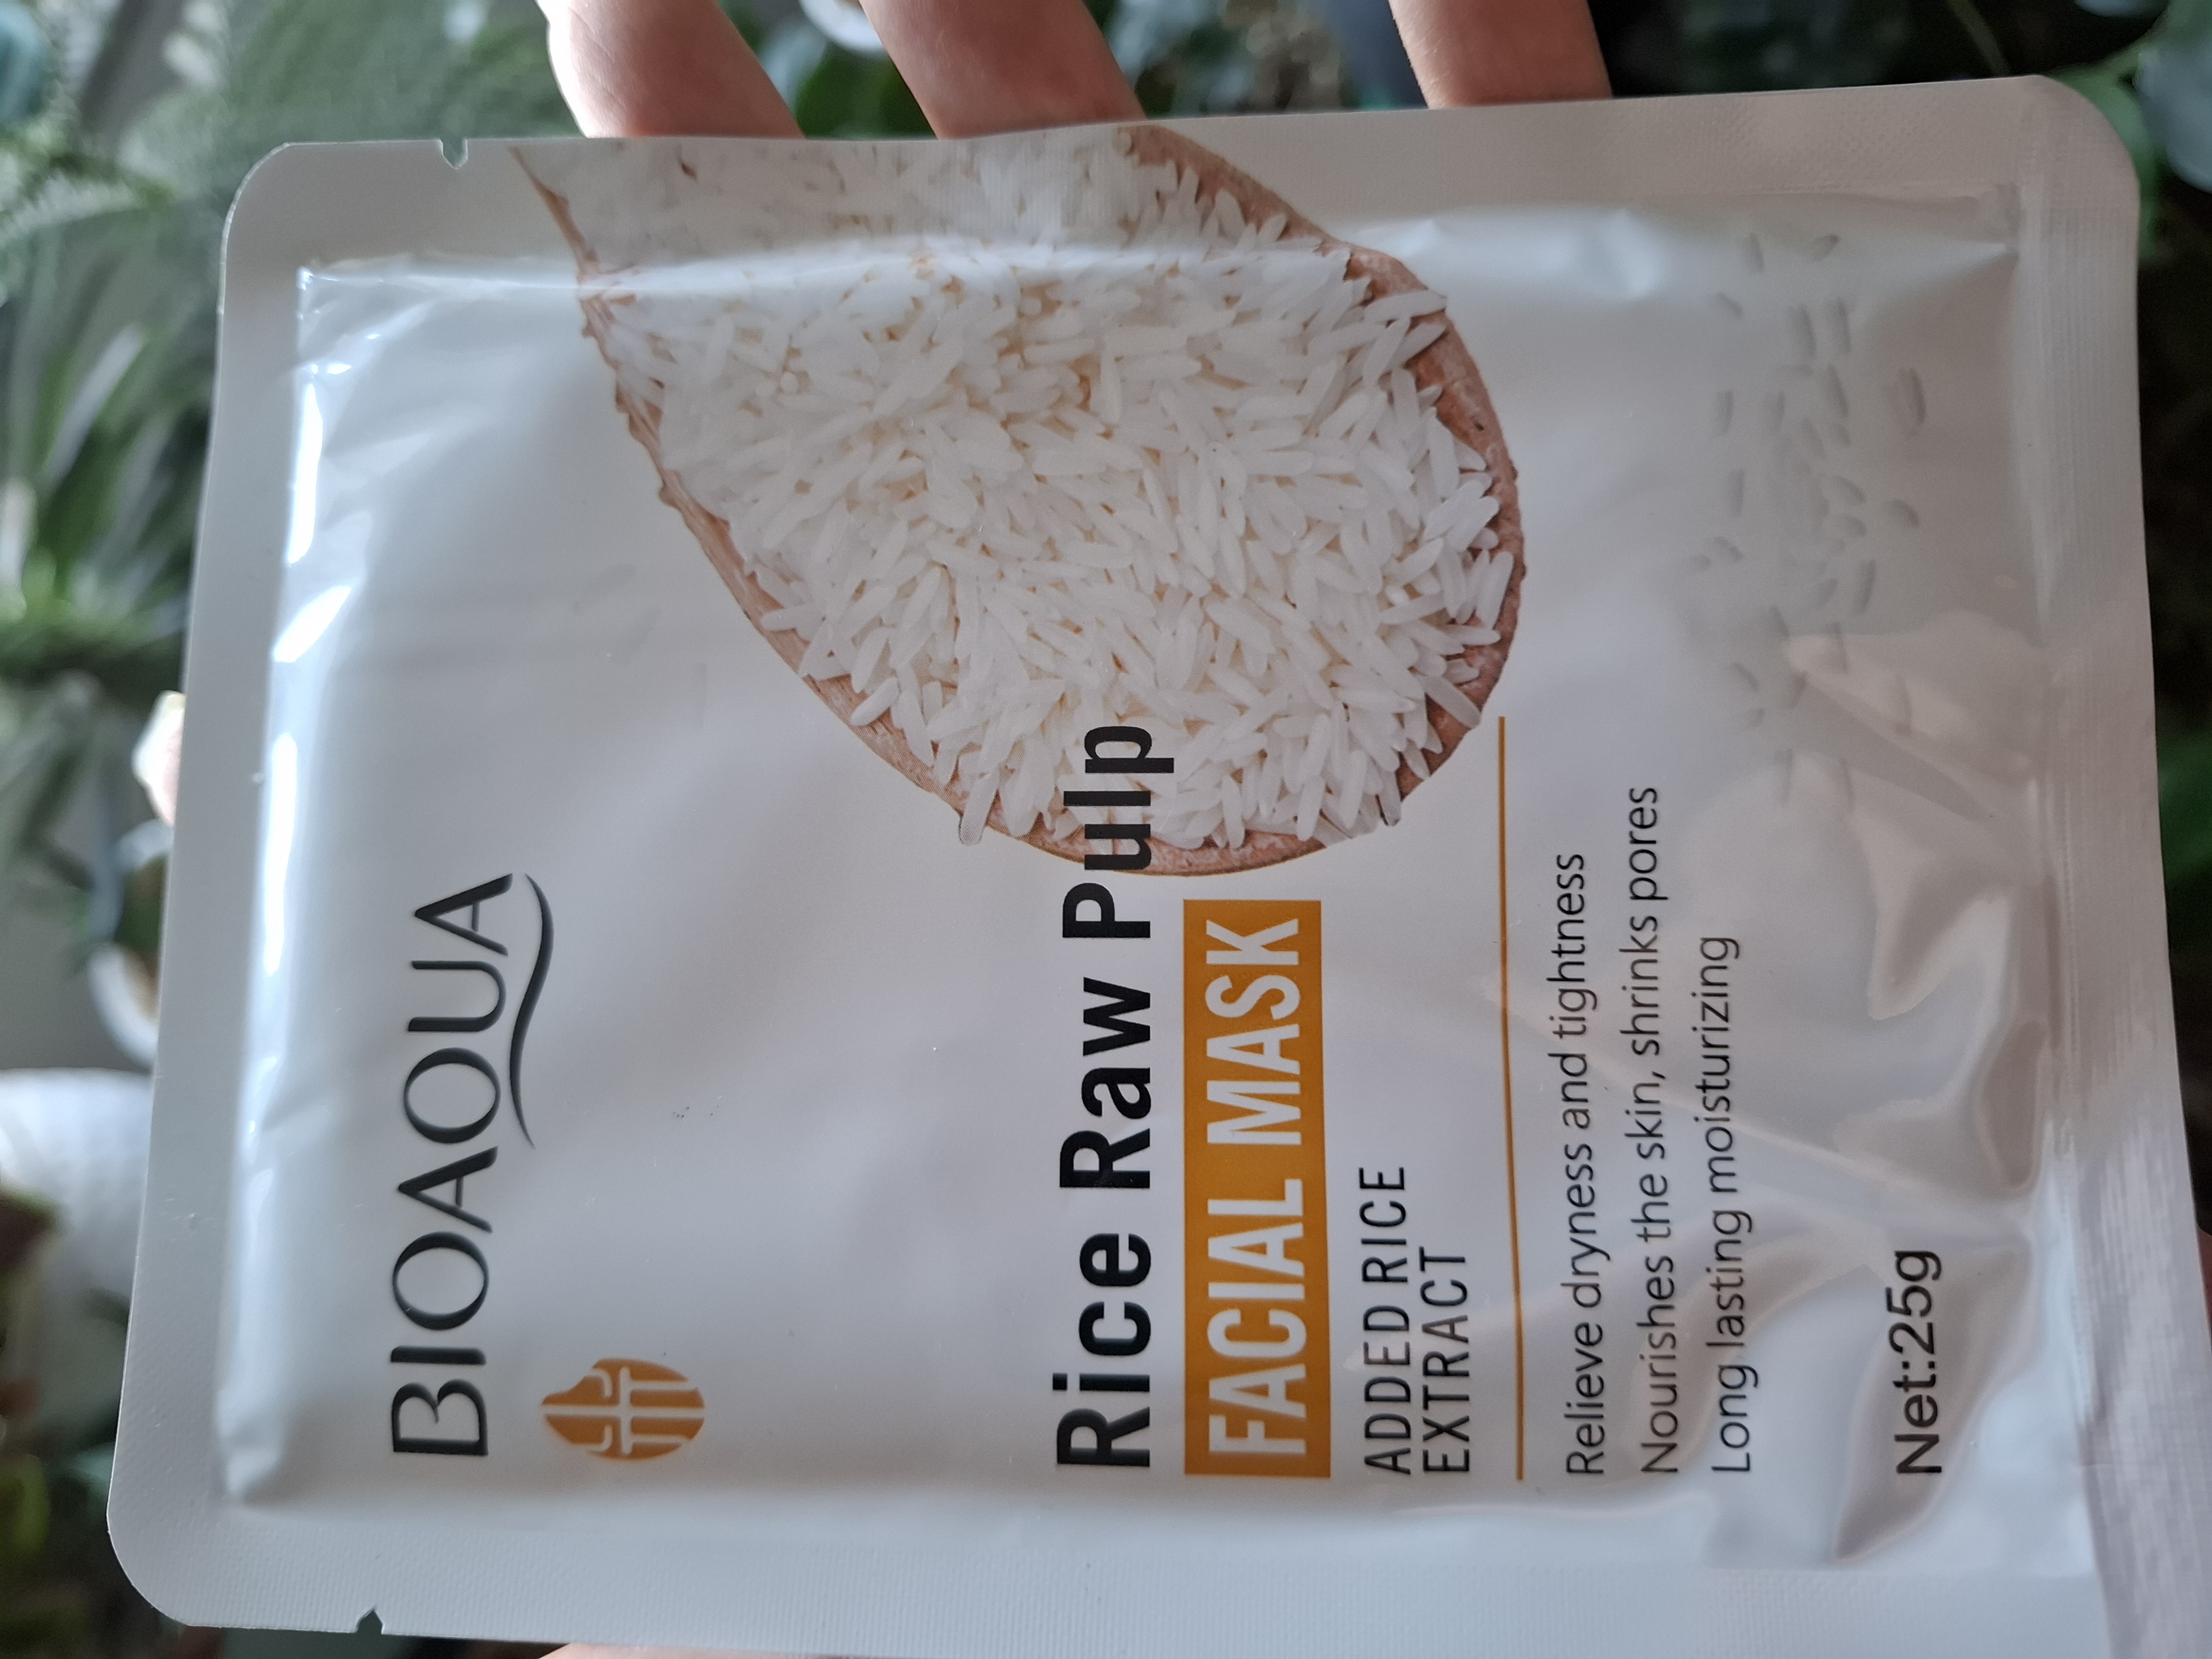 BIOAQUA
Rice Raw Pulp
FACIAL MASK
ADDED RICE
EXTRACT
Relieve dryness and tightness
Nourishes the skin, shrinks pores
Long lasting moisturizing
Net:25g